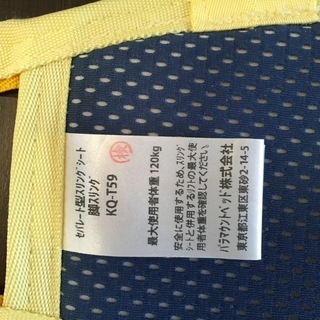 セパレート型スリングシート
脚スリング
KQ-T59
検
最大使用者体重 120kg
安全に使用するため、スリング
シートと併用するリフトの最大使
用者体重を確認してください。
パラマウントベッド株式会社
東京都江東区東砂2-14-5